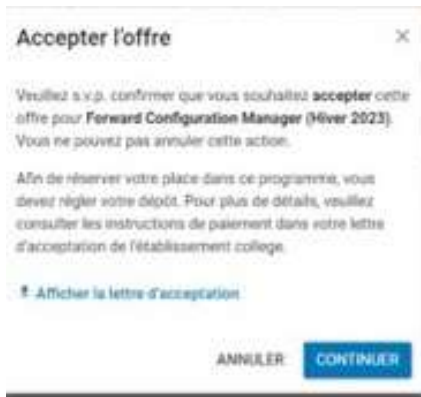 Accepter l'offre
Veuillez s.v.p. confirmer que vous souhaitez accepter cette
offre pour Forward Configuration Manager (Hiver 2023).
Vous ne pouvez pas annuler cette action.
Afin de réserver votre place dans ce programme, vous
devez régler votre dépôt. Pour plus de détails, veuillez
consulter les instructions de paiement dans votre lettre
d'acceptation de l'établissement college.
Afficher la lettre d'acceptation
ANNULER CONTINUER